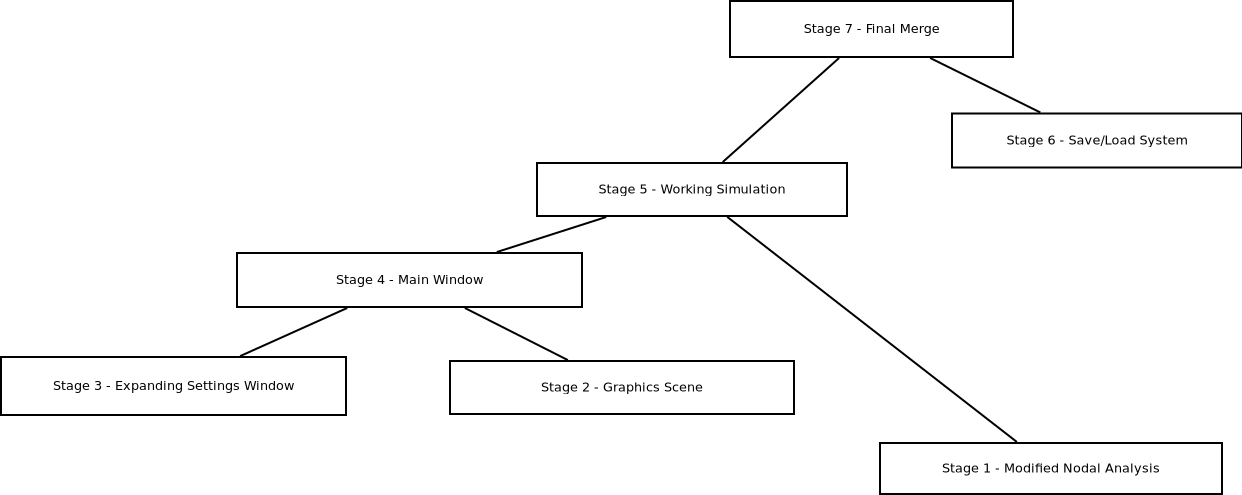 Stage 7 - Final Merge
Stage 6 - Save/Load System
Stage 5 - Working Simulation
Stage 4 - Main Window
Stage 3 - Expanding Settings Window
Stage 2 - Graphics Scene
Stage 1 - Modified Nodal Analysis